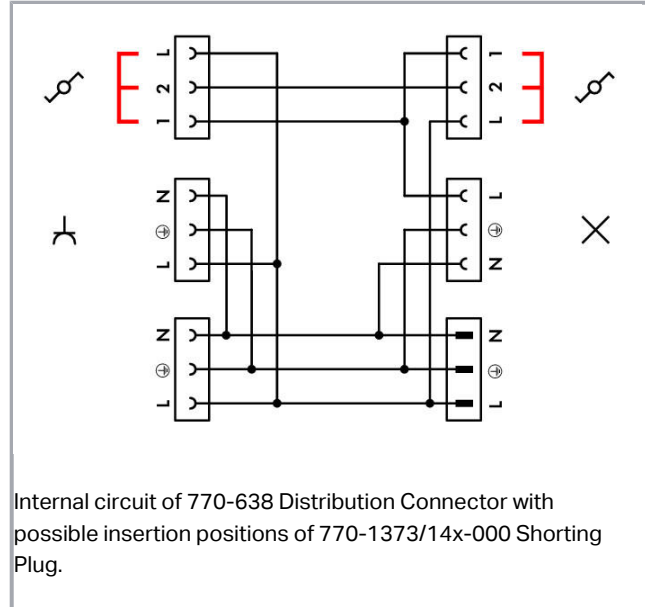 L
2
1
1
2
L
N
L
L
N
N
L
N
L
Internal circuit of 770-638 Distribution Connector with
possible insertion positions of 770-1373/14x-000 Shorting
Plug.